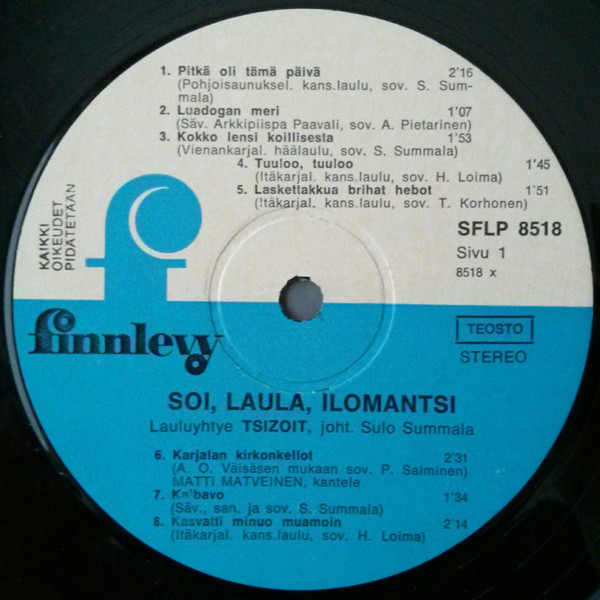 1. Pitkä oli tämä päivä 2'16
(Pohjoisaunuksel. kans.laulu, sov. S. Sum-
mala)
2. Luadogan meri 1'07
(Säv. Arkkipiispa Paavali, sov. A. Pietarinen)
3. Kokko lensi koillisesta 1'53
(Vienankarjal. häälaulu, sov. S. Summala)
4. Tuuloo, tuuloo 1'45
(Itäkarjal. kans.laulu, sov. H. Loima)
5. Laskettakkua brihat hebot 1'51
(Itäkarjal. kans.laulu, sov. T. Korhonen)
KAIKKI
OIKEIDET
PIDÄTETÄÄN
SFLP 8518
Sivu 1
8518 x
f
finnlevy
TEOSTO
STEREO
SOI, LAULA, ILOMANTSI
Lauluyhtye TSIZOIT, joht. Sulo Summala
6. Karjalan kirkonkellot 2'31
(A. O. Väisäsen mukaan sov. P. Salminen)
MATTI MATVEINEN, kantele
7. 1'34
(Säv., san. ja sov. S. Summala)
8. Kasvatti minuo muamoin 2'14
(Itäkarjal. kans.laulu, sov. H. Loima)